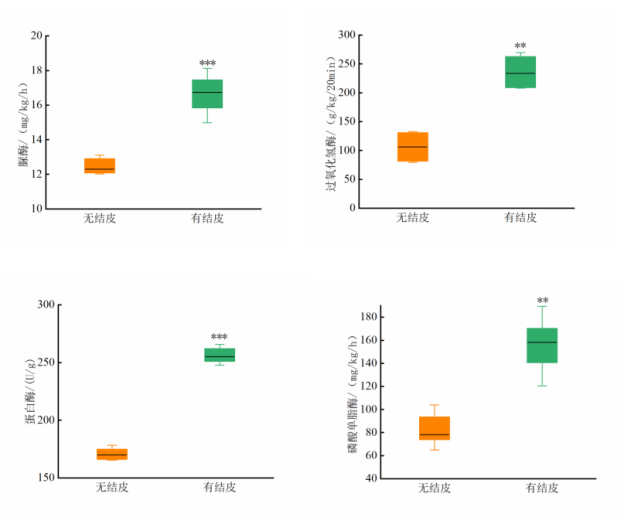 20
18
16
14
12
10
脲酶/（mg/kg/h）
***
无结皮
有结皮
300
250
200
150
100
50
0
过氧化氢酶/（g/kg/20min）
**
无结皮
有结皮
300
250
200
150
蛋白酶/(U/g)
***
无结皮
有结皮
180
160
140
120
100
80
60
40
磷酸单脂酶/（mg/kg/h）
**
无结皮
有结皮